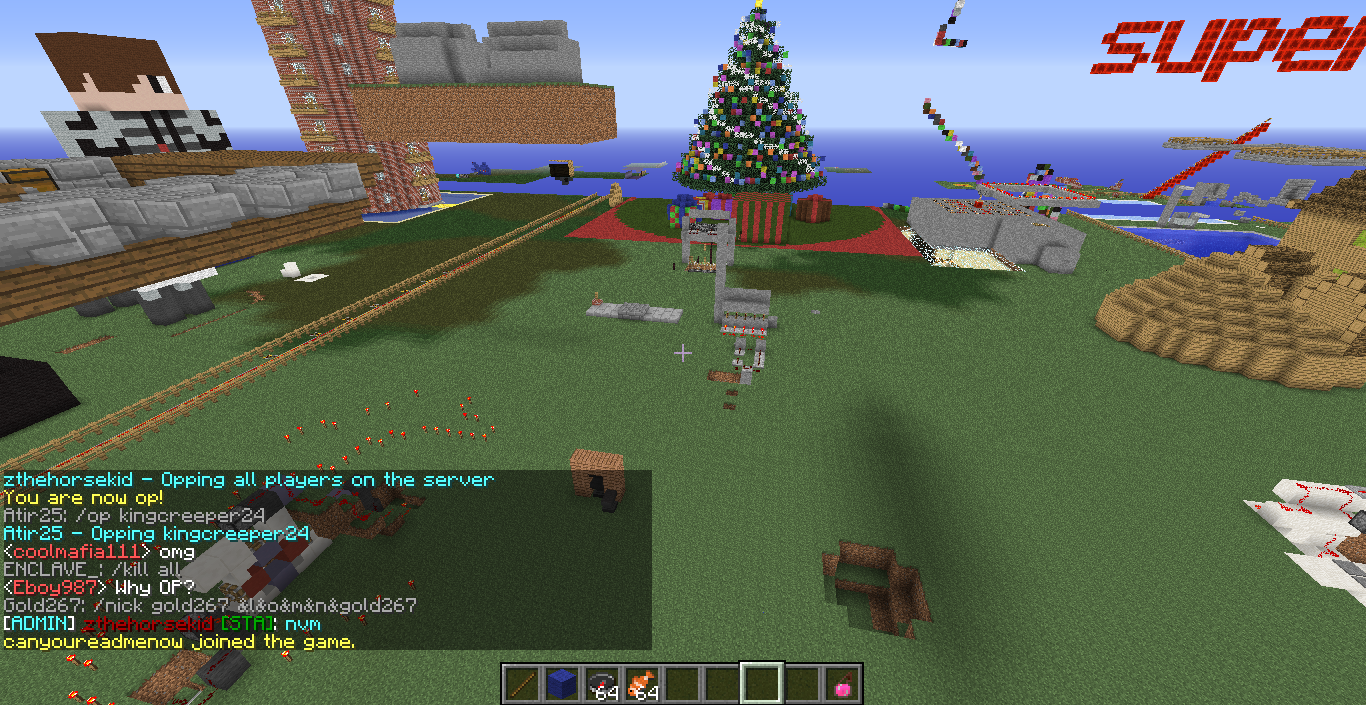 super
zthehorsekid - Opping all players on the server
You are now op!
Atir25: /op kingcreeper24
Atir25 - Opping kingcreeper24
<coolmafia111> omg
ENCLAVE_: /kill all
<Eboy987> Why OP?
Gold267: /nick gold267 &l&o&m&n&gold267
[ADMIN] zthehorsekid [STA]: nvm
canyoureadmenow joined the game.
64 64